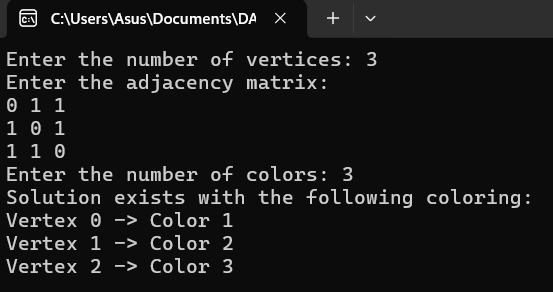 C:\Users\Asus\Documents\DA
Enter the number of vertices: 3
Enter the adjacency matrix:
0 1 1
1 0 1
1 1 0
Enter the number of colors: 3
Solution exists with the following coloring:
Vertex 0 -> Color 1
Vertex 1 -> Color 2
Vertex 2 -> Color 3